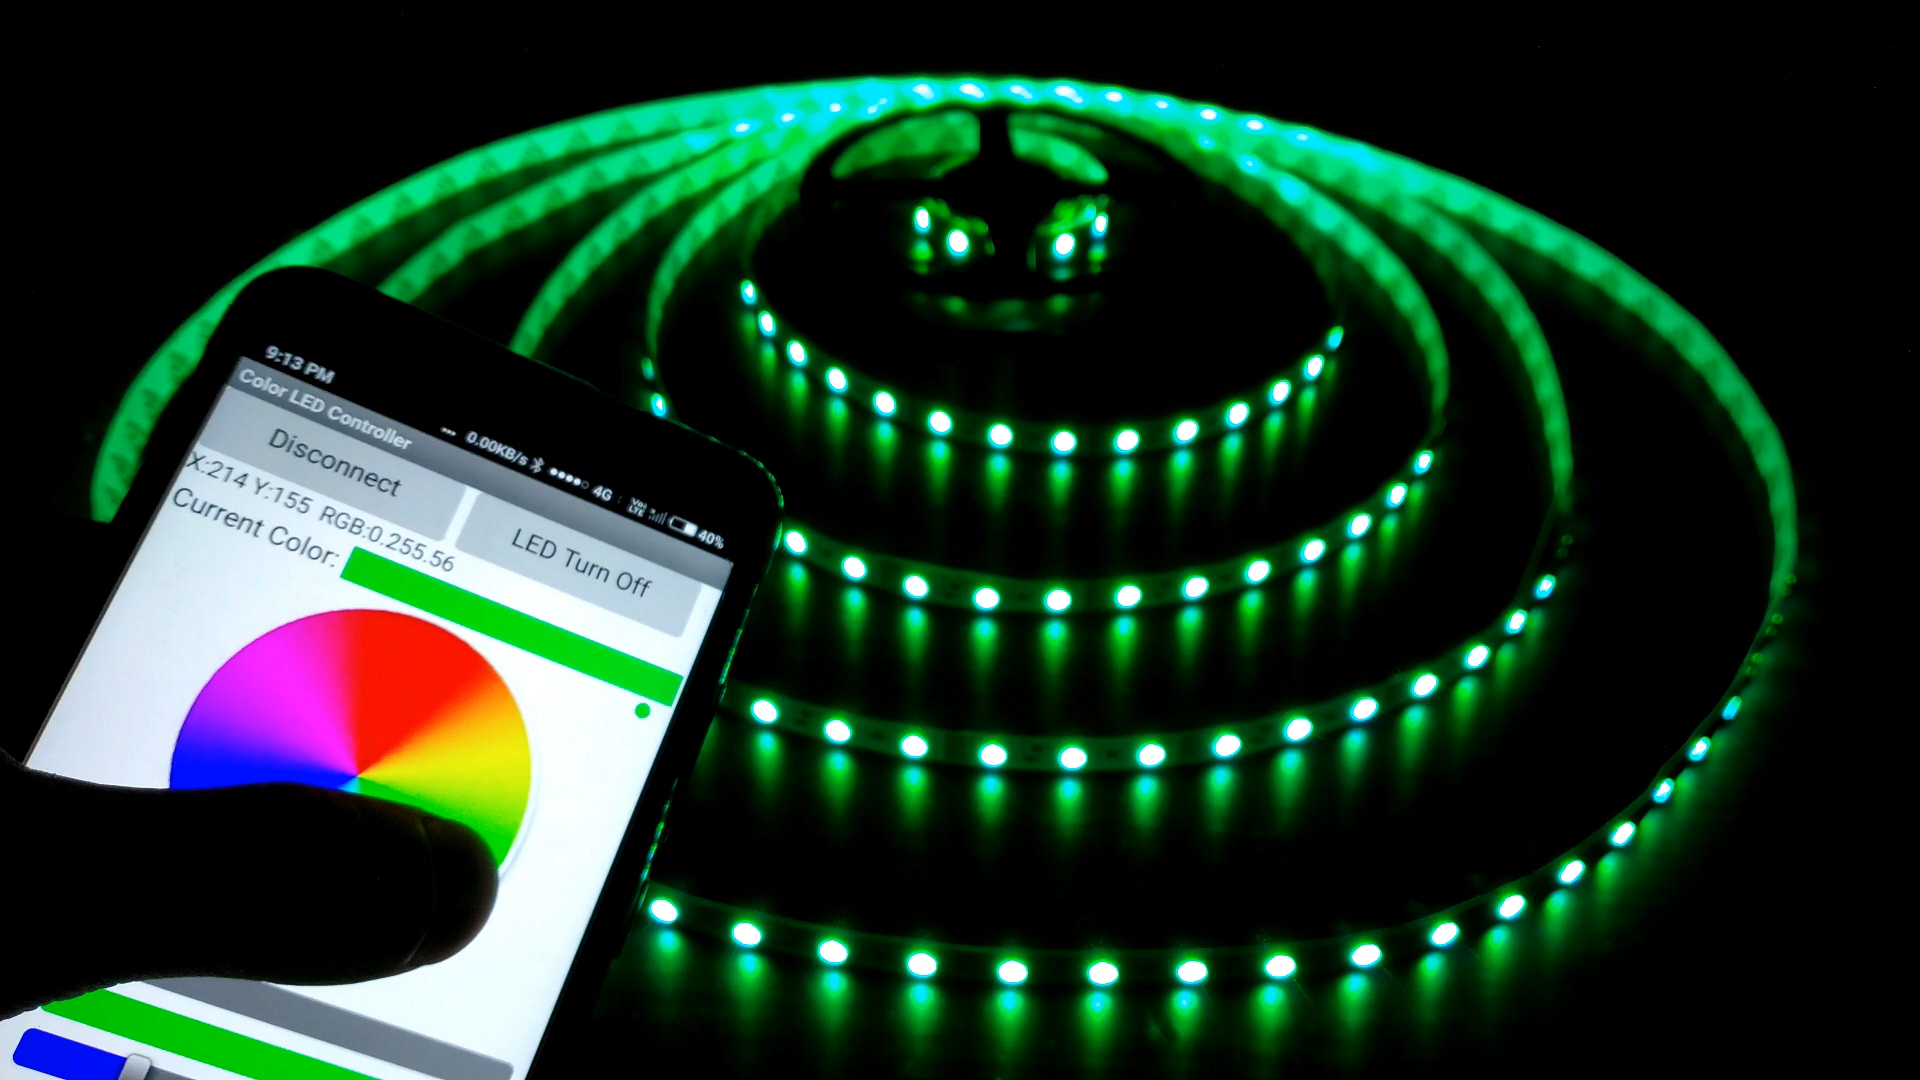 9:13 PM ... 0.00KB/s 4G VoLTE 40%
Color LED Controller
Disconnect
LED Turn Off
X:214 Y:155 RGB:0,255,56
Current Color: